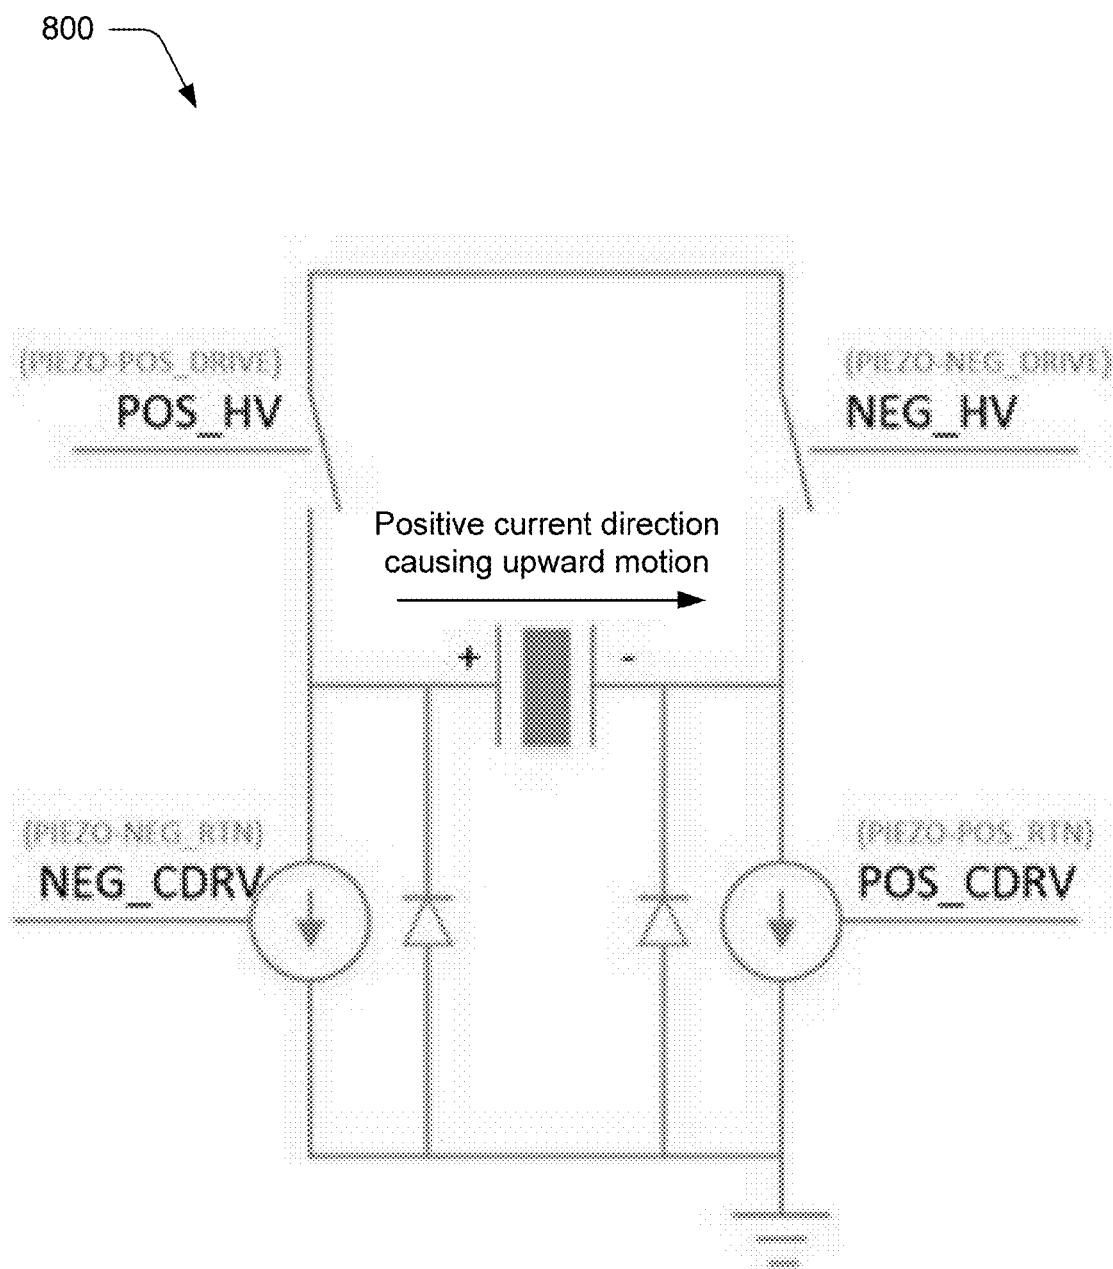 800
(PIEZO-POS_DRIVE)
POS_HV
(PIEZO-NEG_DRIVE)
NEG_HV
Positive current direction
causing upward motion
+
-
(PIEZO-NEG_RTN)
NEG_CDRV
(PIEZO-POS_RTN)
POS_CDRV